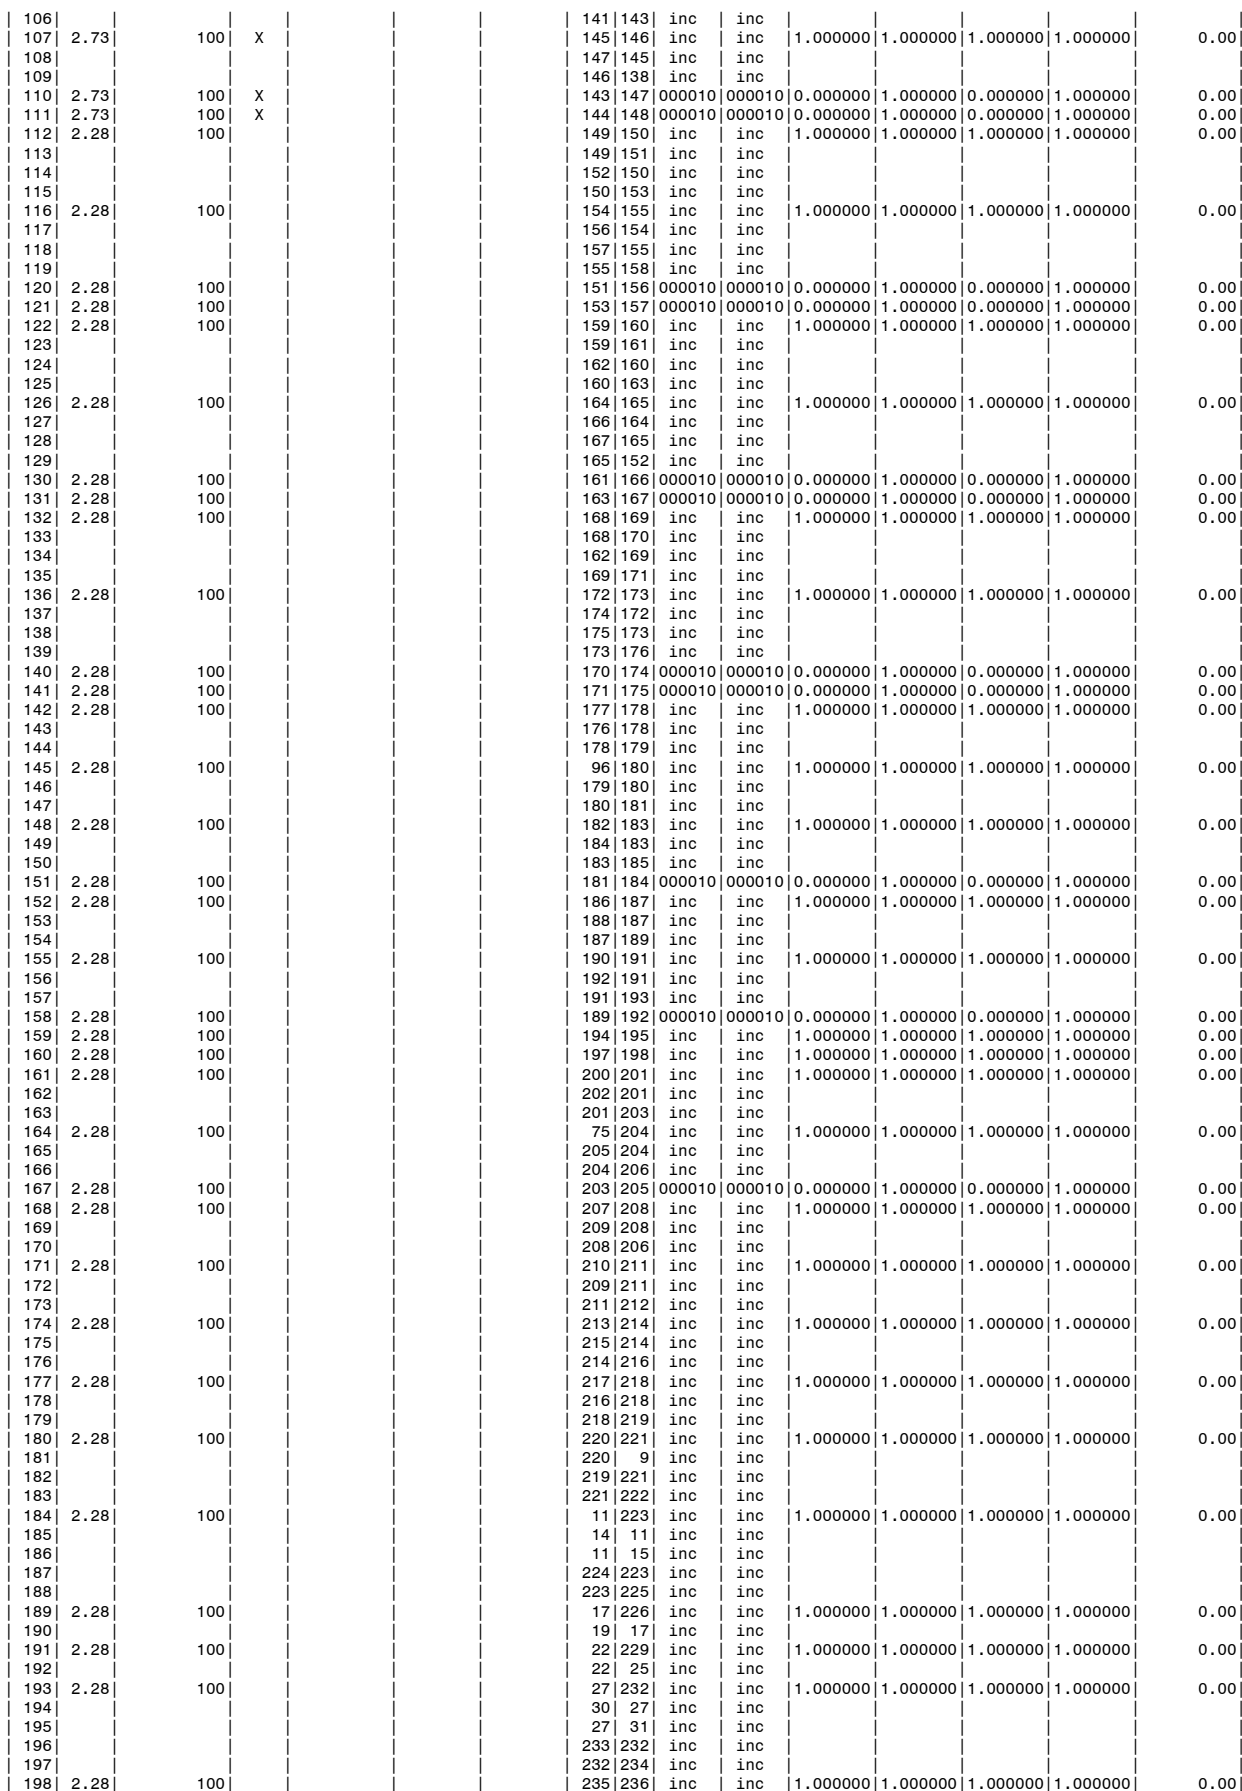 | 106| | | | | | 141|143| inc | inc | | | | | |
| 107| 2.73| 100| X | | | | 145|146| inc | inc |1.000000|1.000000|1.000000|1.000000| 0.00|
| 108| | | | | | 147|145| inc | inc | | | | | |
| 109| | | | | | 146|138| inc | inc | | | | | |
| 110| 2.73| 100| X | | | | 143|147|000010|000010|0.000000|1.000000|0.000000|1.000000| 0.00|
| 111| 2.73| 100| X | | | | 144|148|000010|000010|0.000000|1.000000|0.000000|1.000000| 0.00|
| 112| 2.28| 100| | | | | 149|150| inc | inc |1.000000|1.000000|1.000000|1.000000| 0.00|
| 113| | | | | | 149|151| inc | inc | | | | | |
| 114| | | | | | 152|150| inc | inc | | | | | |
| 115| | | | | | 150|153| inc | inc | | | | | |
| 116| 2.28| 100| | | | | 154|155| inc | inc |1.000000|1.000000|1.000000|1.000000| 0.00|
| 117| | | | | | 156|154| inc | inc | | | | | |
| 118| | | | | | 157|155| inc | inc | | | | | |
| 119| | | | | | 155|158| inc | inc | | | | | |
| 120| 2.28| 100| | | | | 151|156|000010|000010|0.000000|1.000000|0.000000|1.000000| 0.00|
| 121| 2.28| 100| | | | | 153|157|000010|000010|0.000000|1.000000|0.000000|1.000000| 0.00|
| 122| 2.28| 100| | | | | 159|160| inc | inc |1.000000|1.000000|1.000000|1.000000| 0.00|
| 123| | | | | | 159|161| inc | inc | | | | | |
| 124| | | | | | 162|160| inc | inc | | | | | |
| 125| | | | | | 160|163| inc | inc | | | | | |
| 126| 2.28| 100| | | | | 164|165| inc | inc |1.000000|1.000000|1.000000|1.000000| 0.00|
| 127| | | | | | 166|164| inc | inc | | | | | |
| 128| | | | | | 167|165| inc | inc | | | | | |
| 129| | | | | | 165|152| inc | inc | | | | | |
| 130| 2.28| 100| | | | | 161|166|000010|000010|0.000000|1.000000|0.000000|1.000000| 0.00|
| 131| 2.28| 100| | | | | 163|167|000010|000010|0.000000|1.000000|0.000000|1.000000| 0.00|
| 132| 2.28| 100| | | | | 168|169| inc | inc |1.000000|1.000000|1.000000|1.000000| 0.00|
| 133| | | | | | 168|170| inc | inc | | | | | |
| 134| | | | | | 162|169| inc | inc | | | | | |
| 135| | | | | | 169|171| inc | inc | | | | | |
| 136| 2.28| 100| | | | | 172|173| inc | inc |1.000000|1.000000|1.000000|1.000000| 0.00|
| 137| | | | | | 174|172| inc | inc | | | | | |
| 138| | | | | | 175|173| inc | inc | | | | | |
| 139| | | | | | 173|176| inc | inc | | | | | |
| 140| 2.28| 100| | | | | 170|174|000010|000010|0.000000|1.000000|0.000000|1.000000| 0.00|
| 141| 2.28| 100| | | | | 171|175|000010|000010|0.000000|1.000000|0.000000|1.000000| 0.00|
| 142| 2.28| 100| | | | | 177|178| inc | inc |1.000000|1.000000|1.000000|1.000000| 0.00|
| 143| | | | | | 176|178| inc | inc | | | | | |
| 144| | | | | | 178|179| inc | inc | | | | | |
| 145| 2.28| 100| | | | | 96|180| inc | inc |1.000000|1.000000|1.000000|1.000000| 0.00|
| 146| | | | | | 179|180| inc | inc | | | | | |
| 147| | | | | | 180|181| inc | inc | | | | | |
| 148| 2.28| 100| | | | | 182|183| inc | inc |1.000000|1.000000|1.000000|1.000000| 0.00|
| 149| | | | | | 184|183| inc | inc | | | | | |
| 150| | | | | | 183|185| inc | inc | | | | | |
| 151| 2.28| 100| | | | | 181|184|000010|000010|0.000000|1.000000|0.000000|1.000000| 0.00|
| 152| 2.28| 100| | | | | 186|187| inc | inc |1.000000|1.000000|1.000000|1.000000| 0.00|
| 153| | | | | | 188|187| inc | inc | | | | | |
| 154| | | | | | 187|189| inc | inc | | | | | |
| 155| 2.28| 100| | | | | 190|191| inc | inc |1.000000|1.000000|1.000000|1.000000| 0.00|
| 156| | | | | | 192|191| inc | inc | | | | | |
| 157| | | | | | 191|193| inc | inc | | | | | |
| 158| 2.28| 100| | | | | 189|192|000010|000010|0.000000|1.000000|0.000000|1.000000| 0.00|
| 159| 2.28| 100| | | | | 194|195| inc | inc |1.000000|1.000000|1.000000|1.000000| 0.00|
| 160| 2.28| 100| | | | | 197|198| inc | inc |1.000000|1.000000|1.000000|1.000000| 0.00|
| 161| 2.28| 100| | | | | 200|201| inc | inc |1.000000|1.000000|1.000000|1.000000| 0.00|
| 162| | | | | | 202|201| inc | inc | | | | | |
| 163| | | | | | 201|203| inc | inc | | | | | |
| 164| 2.28| 100| | | | | 75|204| inc | inc |1.000000|1.000000|1.000000|1.000000| 0.00|
| 165| | | | | | 205|204| inc | inc | | | | | |
| 166| | | | | | 204|206| inc | inc | | | | | |
| 167| 2.28| 100| | | | | 203|205|000010|000010|0.000000|1.000000|0.000000|1.000000| 0.00|
| 168| 2.28| 100| | | | | 207|208| inc | inc |1.000000|1.000000|1.000000|1.000000| 0.00|
| 169| | | | | | 209|208| inc | inc | | | | | |
| 170| | | | | | 208|206| inc | inc | | | | | |
| 171| 2.28| 100| | | | | 210|211| inc | inc |1.000000|1.000000|1.000000|1.000000| 0.00|
| 172| | | | | | 209|211| inc | inc | | | | | |
| 173| | | | | | 211|212| inc | inc | | | | | |
| 174| 2.28| 100| | | | | 213|214| inc | inc |1.000000|1.000000|1.000000|1.000000| 0.00|
| 175| | | | | | 215|214| inc | inc | | | | | |
| 176| | | | | | 214|216| inc | inc | | | | | |
| 177| 2.28| 100| | | | | 217|218| inc | inc |1.000000|1.000000|1.000000|1.000000| 0.00|
| 178| | | | | | 216|218| inc | inc | | | | | |
| 179| | | | | | 218|219| inc | inc | | | | | |
| 180| 2.28| 100| | | | | 220|221| inc | inc |1.000000|1.000000|1.000000|1.000000| 0.00|
| 181| | | | | | 220| 9| inc | inc | | | | | |
| 182| | | | | | 219|221| inc | inc | | | | | |
| 183| | | | | | 221|222| inc | inc | | | | | |
| 184| 2.28| 100| | | | | 11|223| inc | inc |1.000000|1.000000|1.000000|1.000000| 0.00|
| 185| | | | | | 14| 11| inc | inc | | | | | |
| 186| | | | | | 11| 15| inc | inc | | | | | |
| 187| | | | | | 224|223| inc | inc | | | | | |
| 188| | | | | | 223|225| inc | inc | | | | | |
| 189| 2.28| 100| | | | | 17|226| inc | inc |1.000000|1.000000|1.000000|1.000000| 0.00|
| 190| | | | | | 19| 17| inc | inc | | | | | |
| 191| 2.28| 100| | | | | 22|229| inc | inc |1.000000|1.000000|1.000000|1.000000| 0.00|
| 192| | | | | | 22| 25| inc | inc | | | | | |
| 193| 2.28| 100| | | | | 27|232| inc | inc |1.000000|1.000000|1.000000|1.000000| 0.00|
| 194| | | | | | 30| 27| inc | inc | | | | | |
| 195| | | | | | 27| 31| inc | inc | | | | | |
| 196| | | | | | 233|232| inc | inc | | | | | |
| 197| | | | | | 232|234| inc | inc | | | | | |
| 198| 2.28| 100| | | | | 235|236| inc | inc |1.000000|1.000000|1.000000|1.000000| 0.00|